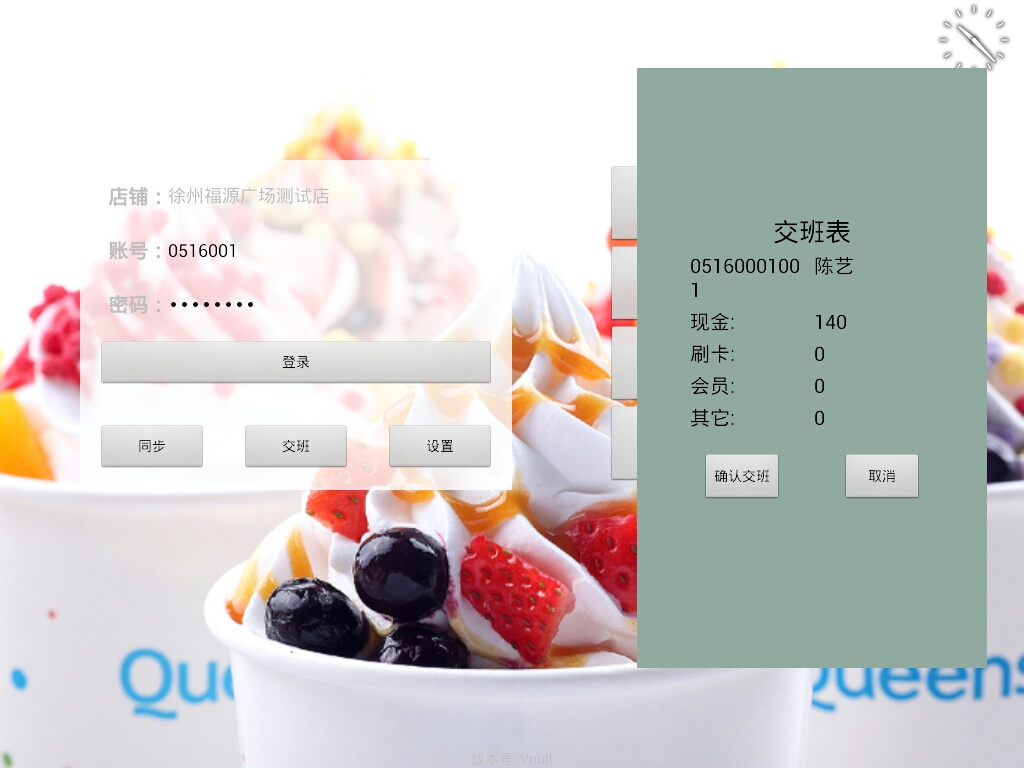 店铺：徐州福源广场测试店
账号：0516001
密码：••••••••
登录
同步 交班 设置
交班表
0516000100 陈艺
1
现金: 140
刷卡: 0
会员: 0
其它: 0
确认交班 取消
Que
Queens
版本号: Vnull